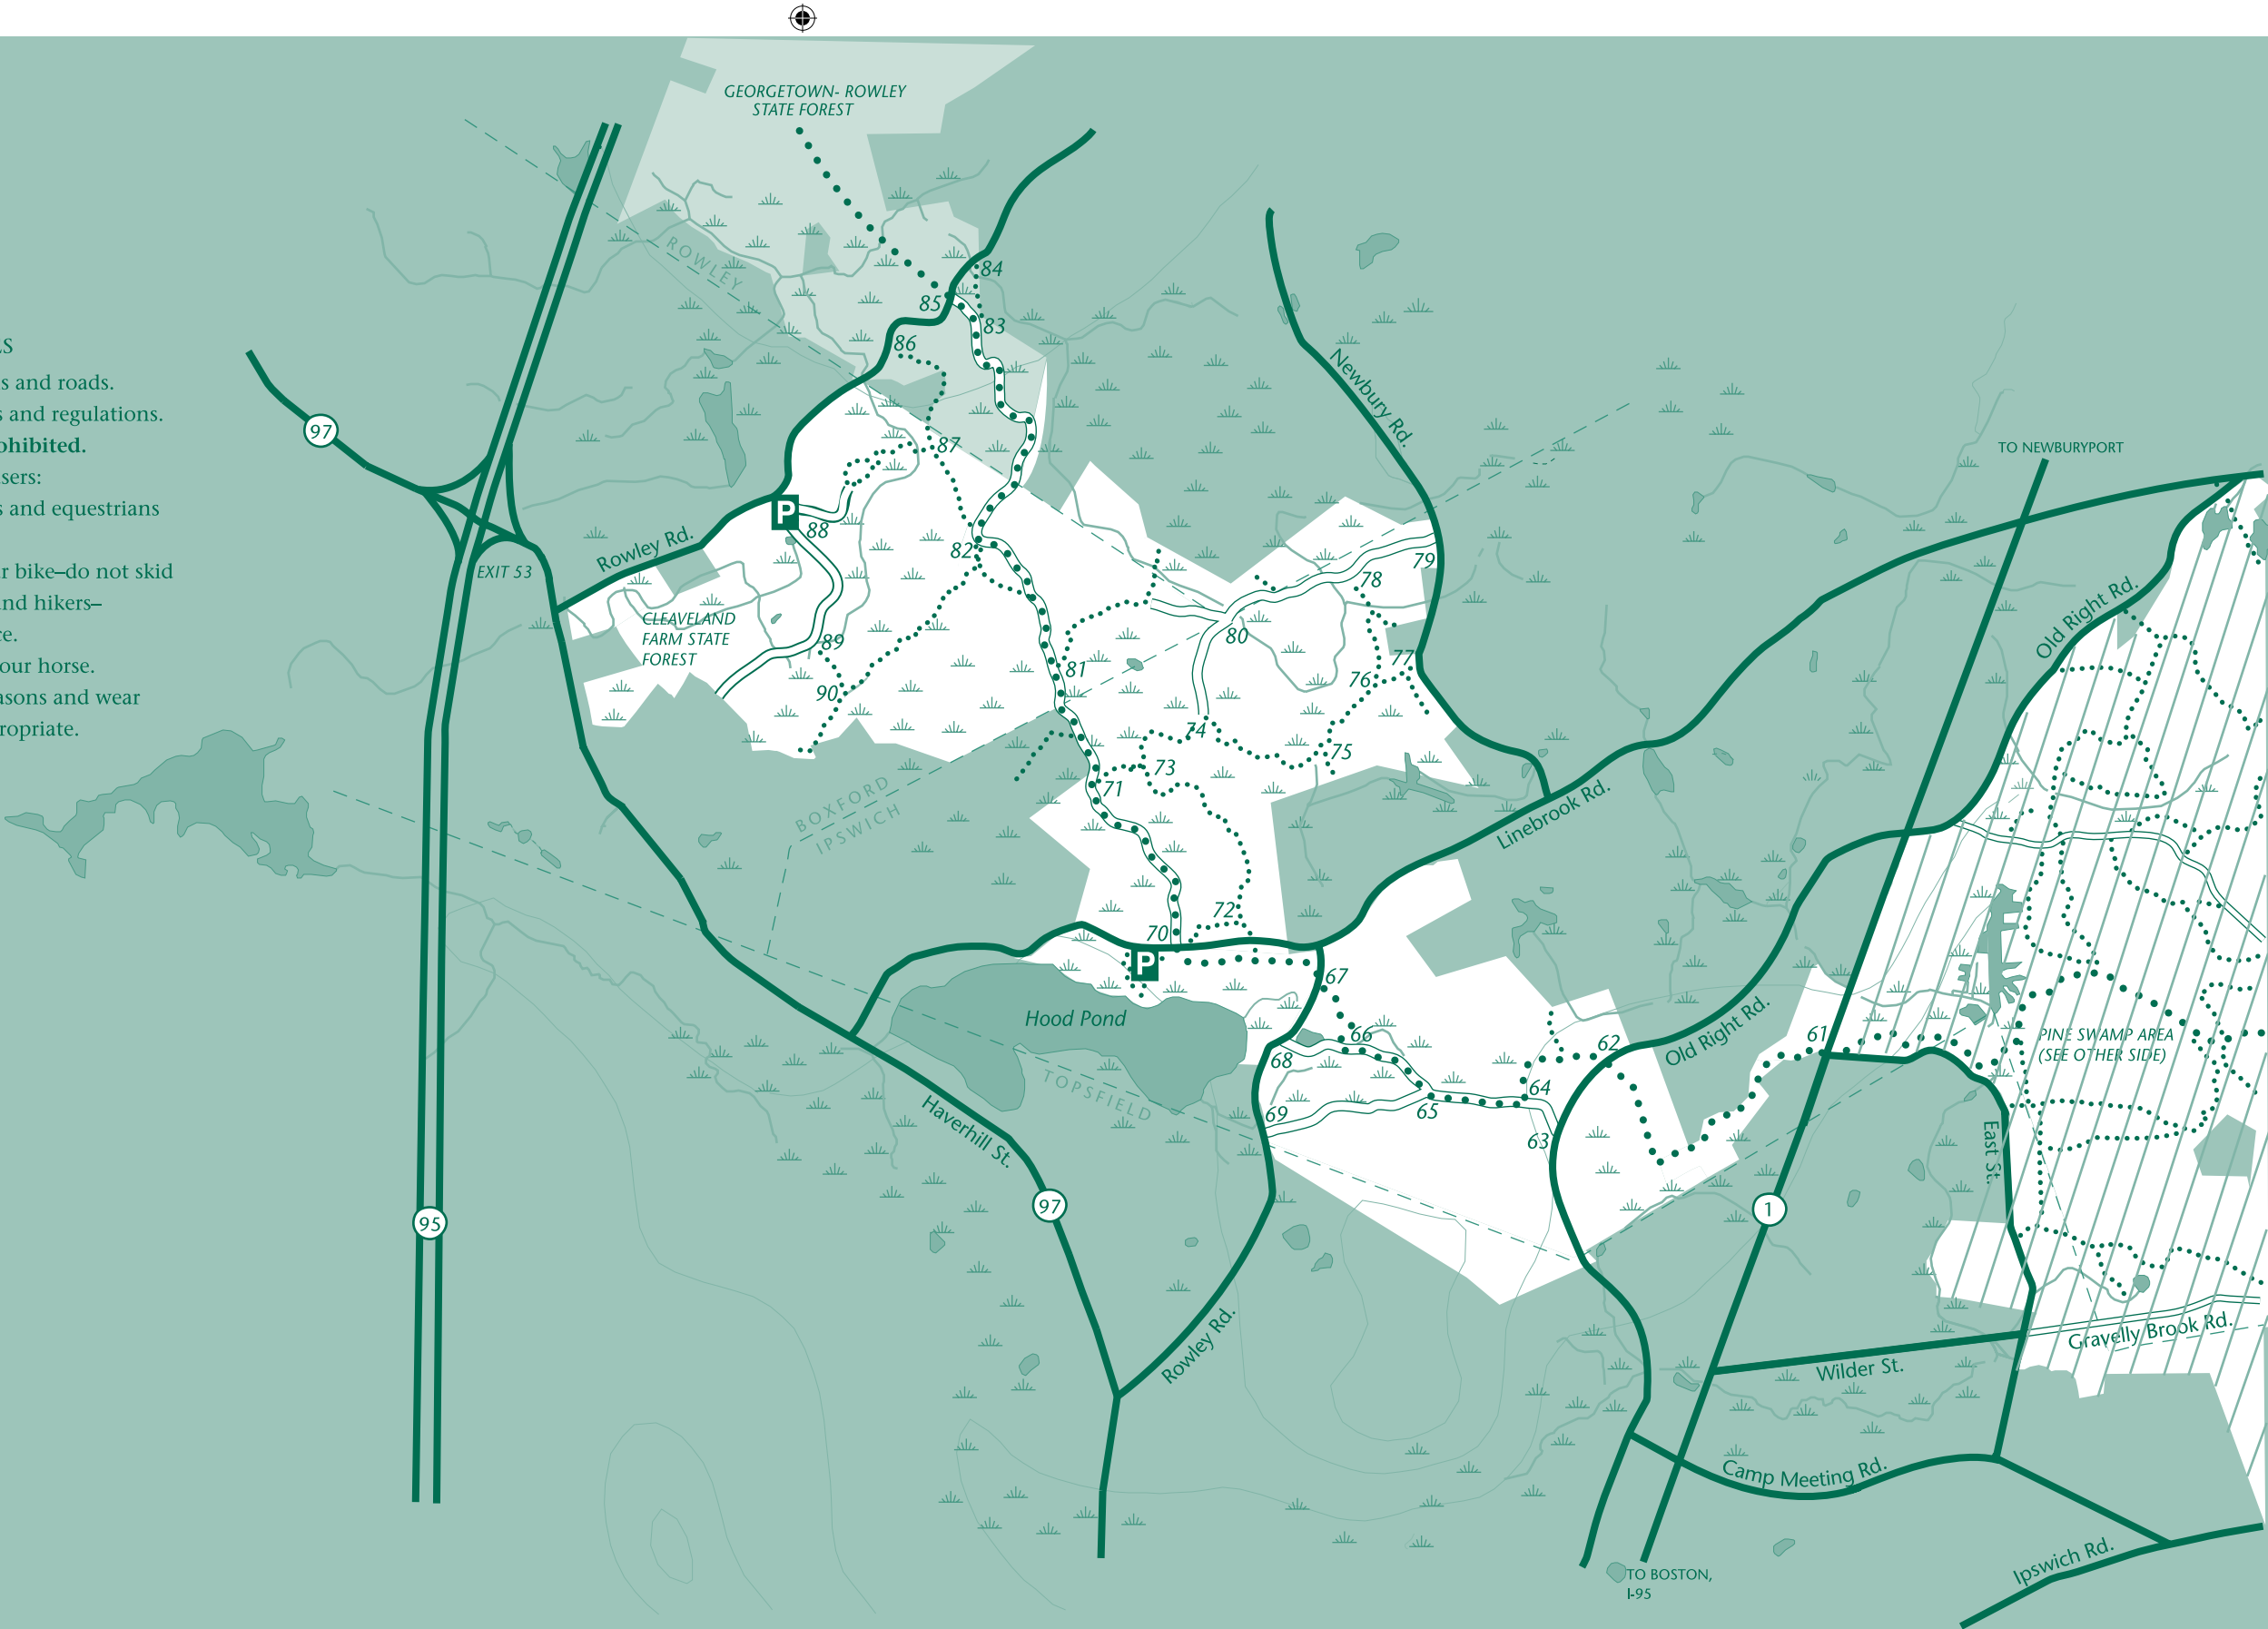 GEORGETOWN- ROWLEY
STATE FOREST
ROWLEY
84
85
83
86
s and roads.
s and regulations.
ohibited.
sers:
s and equestrians
r bike–do not skid
nd hikers–
ce.
our horse.
asons and wear
ropriate.
97
Newbury Rd.
TO NEWBURYPORT
87
P
88
Rowley Rd.
82
EXIT 53
79
78
Old Right Rd.
CLEAVELAND
FARM STATE
FOREST
89
80
77
81
76
90
74
75
73
71
BOXFORD
IPSWICH
Linebrook Rd.
72
70
P
67
Hood Pond
66
62
Old Right Rd.
61
PINE SWAMP AREA
(SEE OTHER SIDE)
68
TOPSFIELD
64
69
65
63
Haverhill St.
East St.
97
1
95
Rowley Rd.
Gravelly Brook Rd.
Wilder St.
Camp Meeting Rd.
Ipswich Rd.
TO BOSTON,
I-95